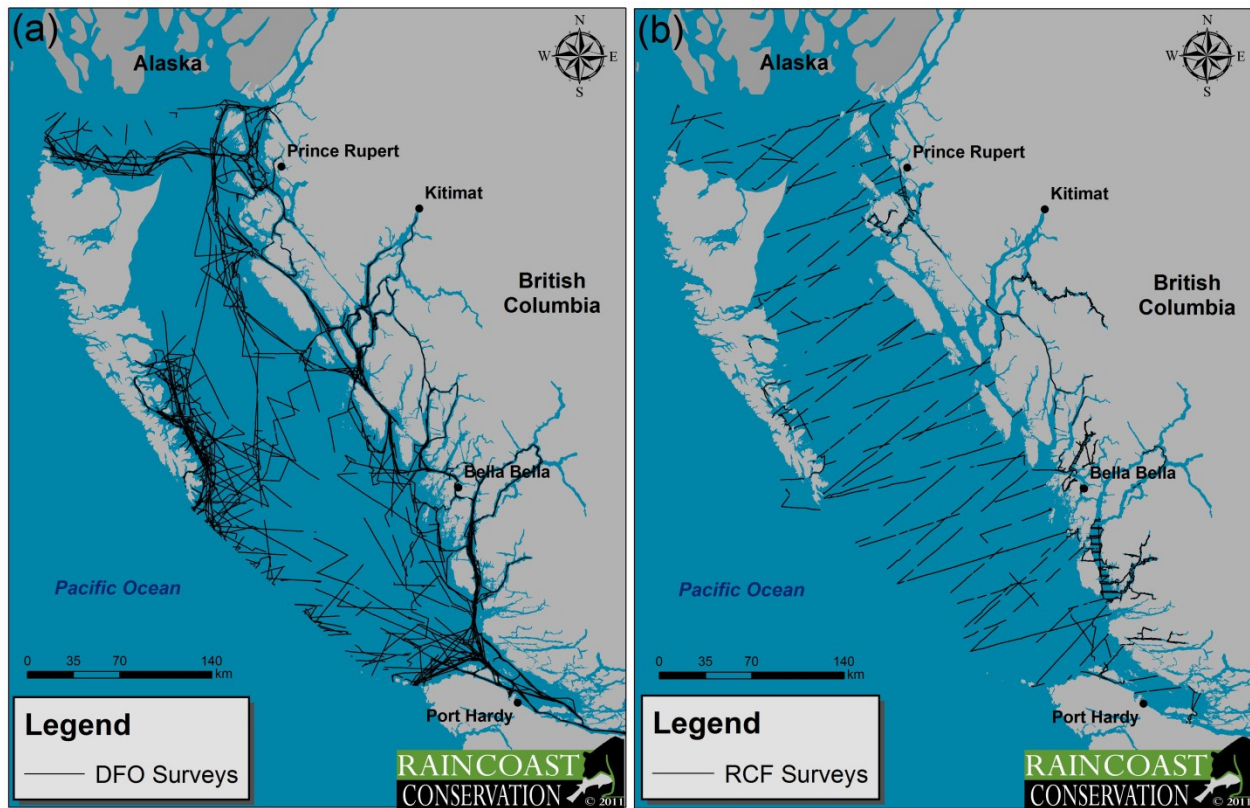 (a)
N
W E
S
Alaska
Prince Rupert
Kitimat
British
Columbia
Bella Bella
Pacific Ocean
0 35 70 140
km
Port Hardy
Legend
DFO Surveys
RAINCOAST
CONSERVATION
© 2011
(b)
N
W E
S
Alaska
Prince Rupert
Kitimat
British
Columbia
Bella Bella
Pacific Ocean
0 35 70 140
km
Port Hardy
Legend
RCF Surveys
RAINCOAST
CONSERVATION
© 2011